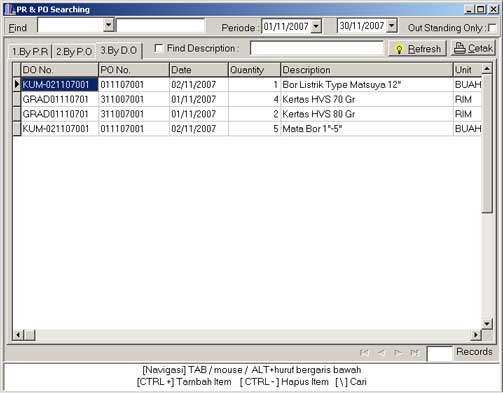 PR & PO Searching
Find Periode : 01/11/2007 30/11/2007 Out Standing Only :
1.By P.R 2.By P.O 3.By D.O Find Description : Refresh Cetak
DO No. PO No. Date Quantity Description Unit
KUM-021107001 011107001 02/11/2007 1 Bor Listrik Type Matsuya 12" BUAH
GRAD01110701 311007001 01/11/2007 4 Kertas HVS 70 Gr RIM
GRAD01110701 311007001 01/11/2007 2 Kertas HVS 80 Gr RIM
KUM-021107001 011107001 02/11/2007 5 Mata Bor 1"-5" BUAH
Records
[Navigasi] TAB / mouse / ALT+huruf bergaris bawah
[CTRL +] Tambah Item [ CTRL - ] Hapus Item [ \ ] Cari